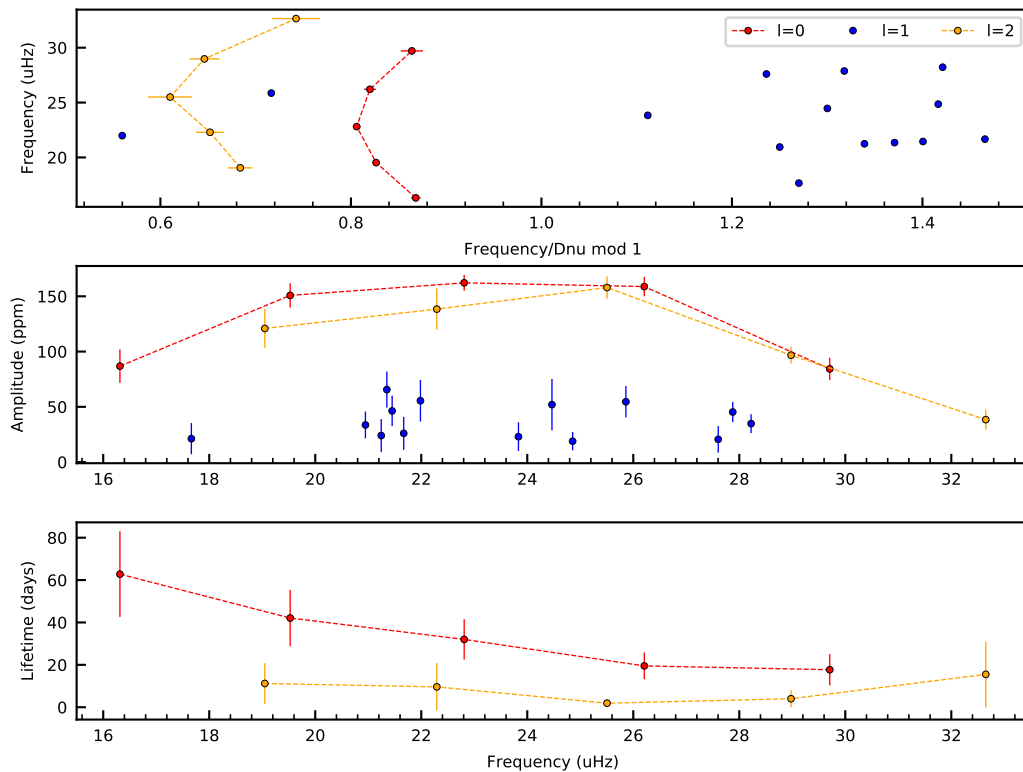 Frequency (uHz)
30
25
20
l=0 l=1 l=2
0.6 0.8 1.0 1.2 1.4
Frequency/Dnu mod 1
Amplitude (ppm)
150
100
50
0
16 18 20 22 24 26 28 30 32
Lifetime (days)
80
60
40
20
0
16 18 20 22 24 26 28 30 32
Frequency (uHz)